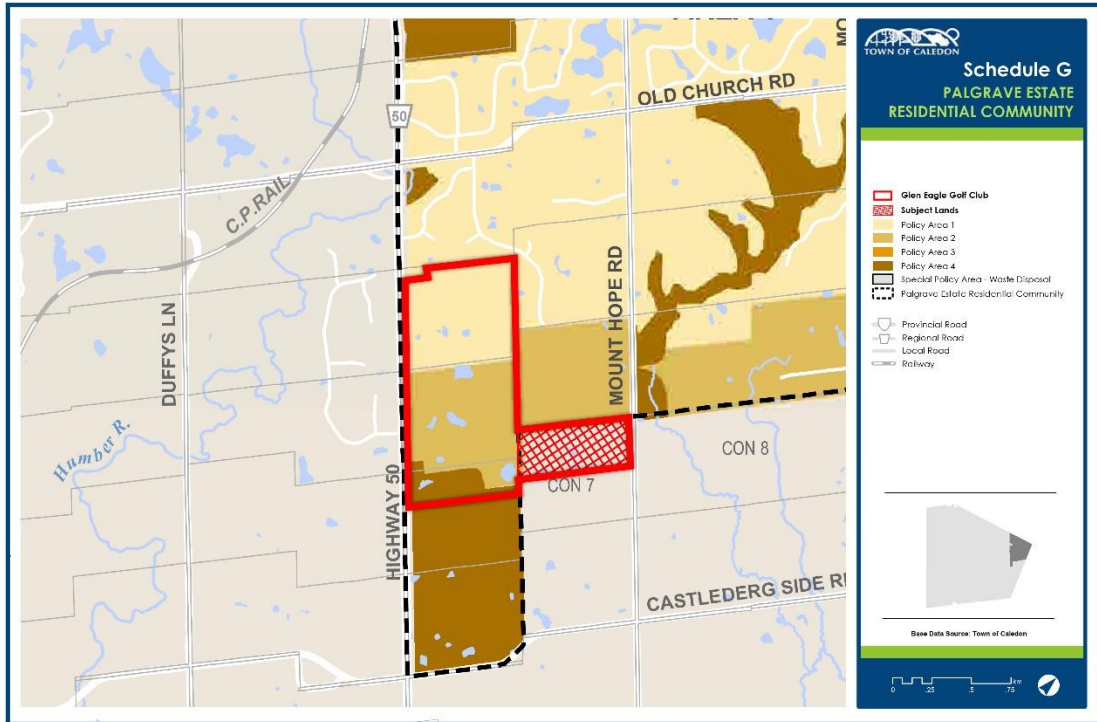 OLD CHURCH RD
50
C.P.RAIL
DUFFYS LN
MOUNT HOPE RD
Humber R.
HIGHWAY 50
CON 8
CON 7
CASTLEDERG SIDE R
TOWN OF CALEDON
Schedule G
PALGRAVE ESTATE
RESIDENTIAL COMMUNITY
Glen Eagle Golf Club
Subject Lands
Policy Area 1
Policy Area 2
Policy Area 3
Policy Area 4
Special Policy Area - Waste Disposal
Palgrave Estate Residential Community
Provincial Road
Regional Road
Local Road
Railway
Base Data Source: Town of Caledon
km
0 .25 .5 .75